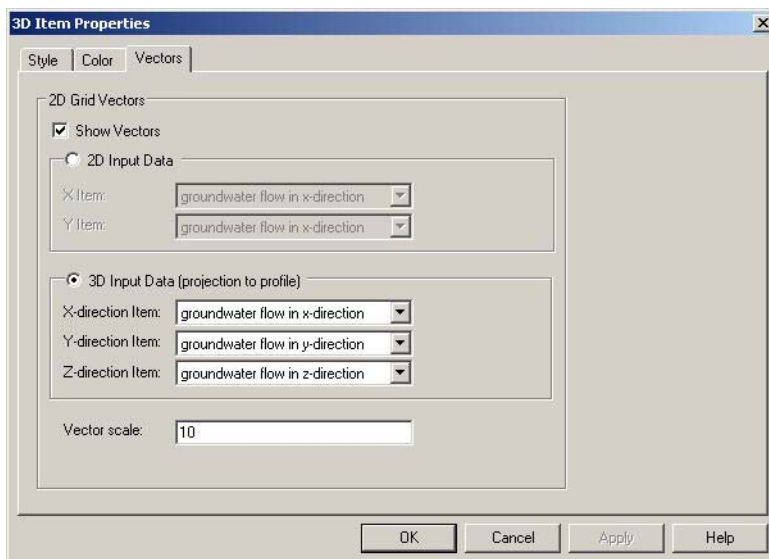 3D Item Properties
Style Color Vectors
2D Grid Vectors
Show Vectors
2D Input Data
X Item: groundwater flow in x-direction
Y Item: groundwater flow in x-direction
3D Input Data (projection to profile)
X-direction Item: groundwater flow in x-direction
Y-direction Item: groundwater flow in y-direction
Z-direction Item: groundwater flow in z-direction
Vector scale: 10
OK Cancel Apply Help